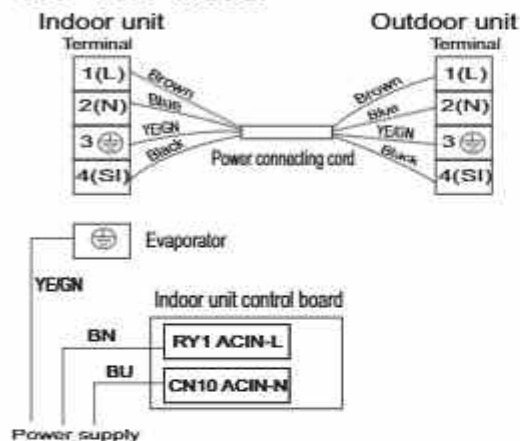 Indoor unit
Outdoor unit
Terminal
Terminal
1(L)
Brown
Brown
1(L)
2(N)
Blue
Blue
2(N)
3
YE/GN
YE/GN
3
4(SI)
Black
Black
4(SI)
Power connecting cord
Evaporator
YE/GN
Indoor unit control board
BN
RY1 ACIN-L
BU
CN10 ACIN-N
Power supply